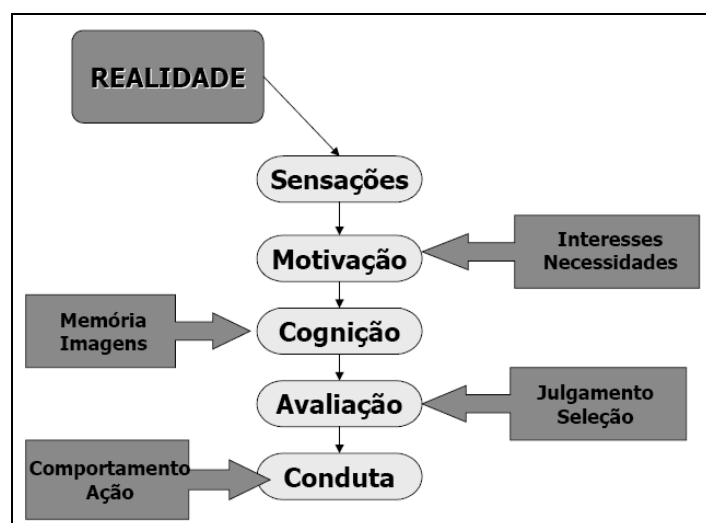 REALIDADE
Sensações
Motivação
Interesses
Necessidades
Memória
Imagens
Cognição
Avaliação
Julgamento
Seleção
Comportamento
Ação
Conduta